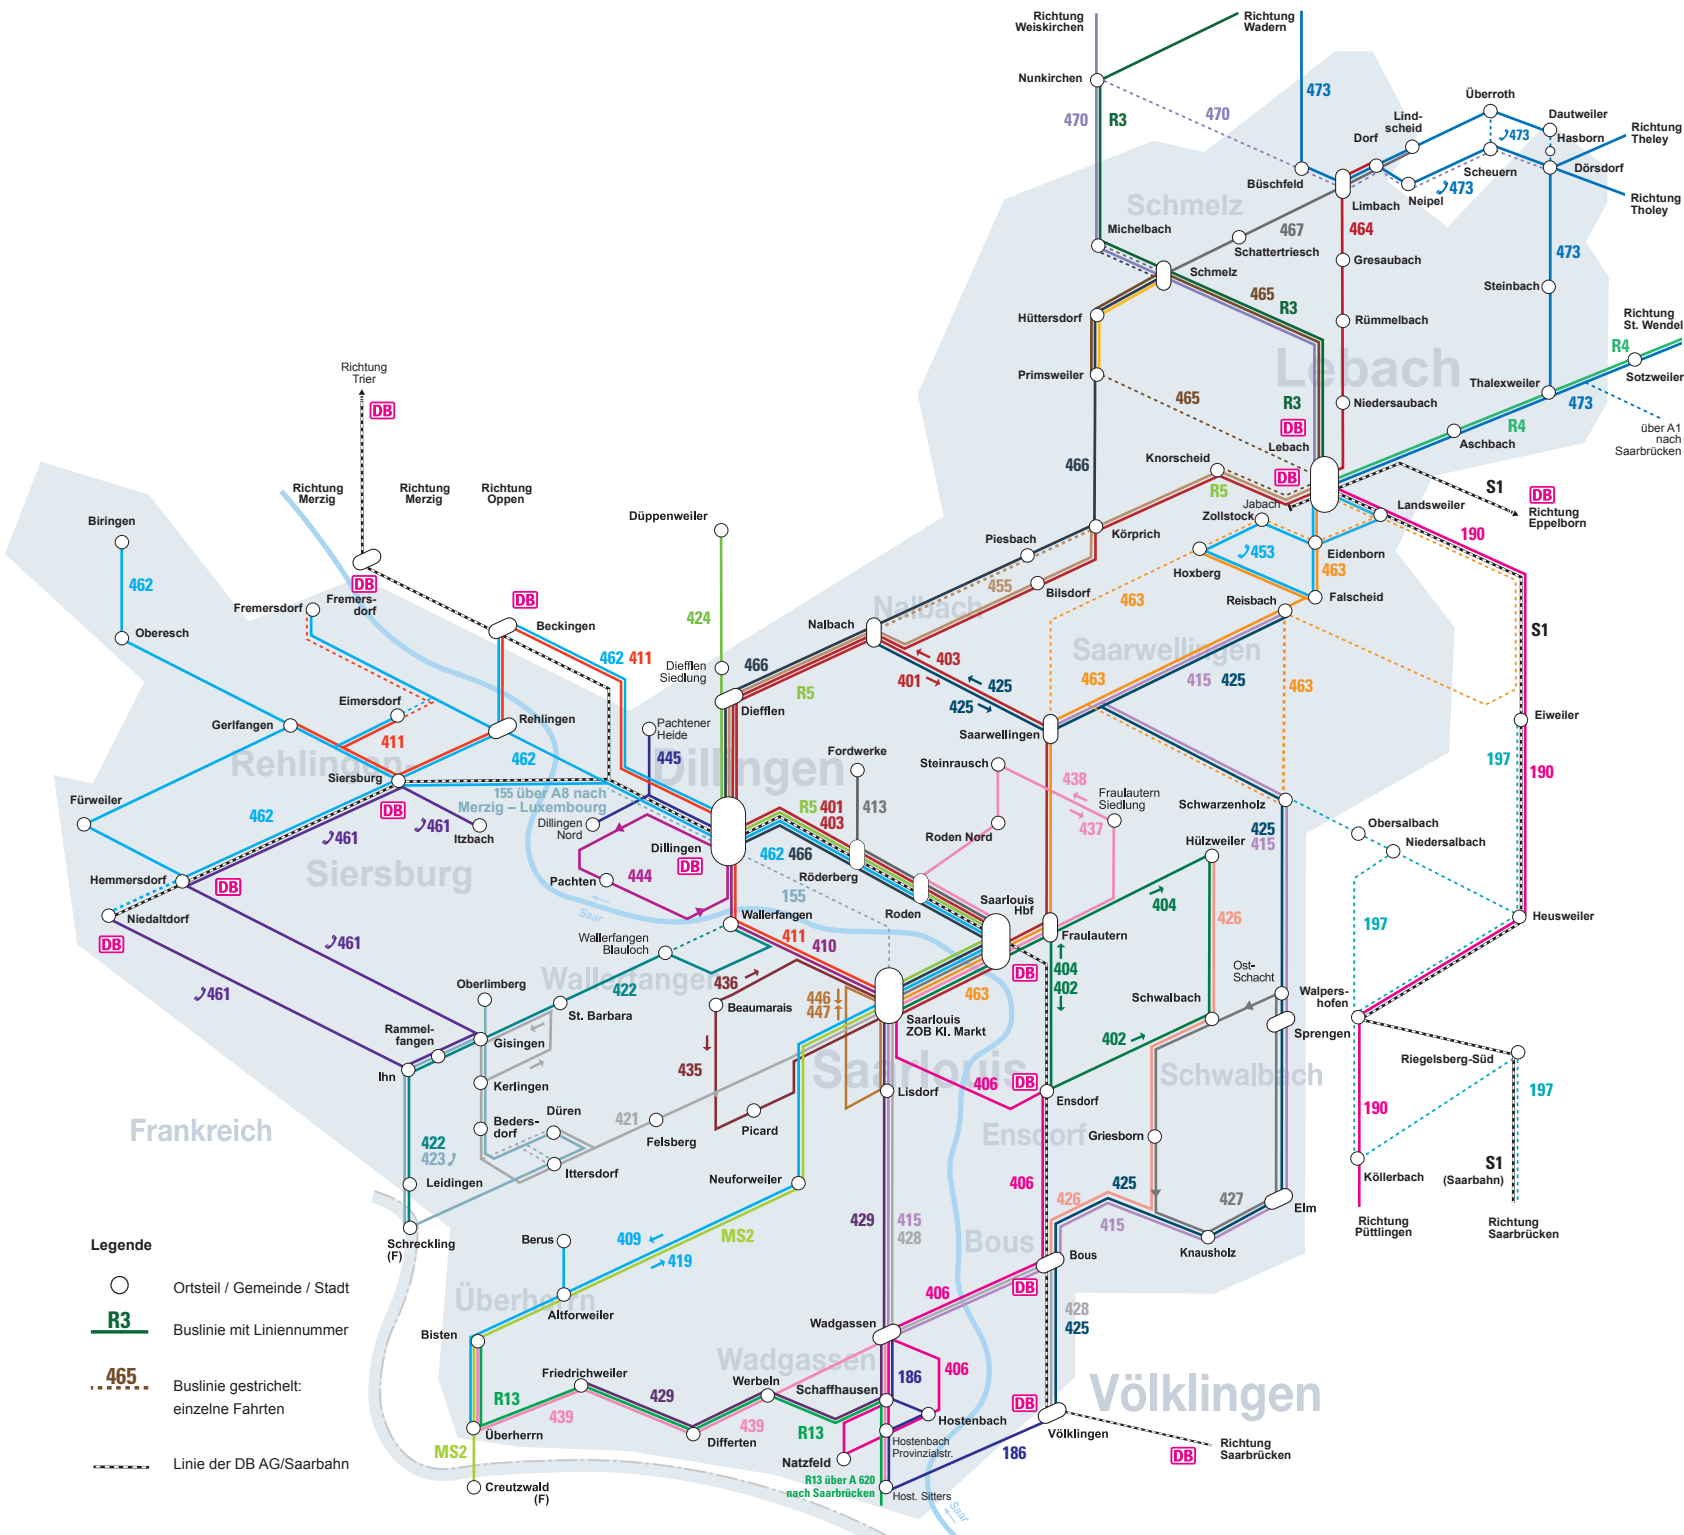 Richtung
Weiskirchen
Richtung
Wadern
Nunkirchen
470
R3
470
473
Überroth
Lind-
scheid
Dorf
473
Dautweiler
Hasborn
Richtung
Theley
Büschfeld
Scheuern
Dörsdorf
473
Neipel
Limbach
Richtung
Tholey
Schmelz
Michelbach
467
464
Schattertriesch
Gresaubach
473
Schmelz
465
R3
Steinbach
Hüttersdorf
Rümmelbach
Richtung
St. Wendel
R4
Lebach
Primsweiler
Thalexweiler
Sotzweiler
465
R3
Niedersaubach
473
R4
DB
Lebach
Aschbach
über A1
nach
Saarbrücken
Richtung
Trier
DB
466
Knorscheid
R5
DB
S1
DB
Richtung
Eppelborn
Richtung
Merzig
Richtung
Merzig
Richtung
Oppen
Jabach
Zollstock
Landsweiler
Biringen
Düppenweiler
Körprich
190
Piesbach
453
Eidenborn
Hoxberg
463
462
DB
455
Bilsdorf
Falscheid
Fremersdorf
Fremers-
dorf
DB
Beckingen
424
Nalbach
Nalbach
463
Reisbach
Oberesch
S1
462
411
Diefflen
Siedlung
466
403
Saarwellingen
R5
401
425
463
415
425
463
425
Eimersdorf
Diefflen
Gerlfangen
411
Rehlingen
Pachtener
Heide
Saarwellingen
Eiweiler
Rehlingen-
462
445
Dillingen
Fordwerke
Steinrausch
438
197
190
Siersburg
155 über A8 nach
Merzig – Luxembourg
Fraulautern
Siedlung
Schwarzenholz
Fürweiler
DB
R5
401
403
413
437
462
461
461
Itzbach
Dillingen
Nord
Roden Nord
425
415
Obersalbach
Hülzweiler
Niedersalbach
Dillingen
DB
462
466
Siersburg
Röderberg
Hemmersdorf
DB
Pachten
444
155
Roden
Saarlouis
Hbf
404
426
Niedaltdorf
DB
Saar
Wallerfangen
Fraulautern
Heusweiler
461
Wallerfangen
Blauloch
411
410
404
402
197
DB
Ost-
Schacht
461
Wallerfangen
422
436
463
Oberlimberg
446
447
Schwalbach
Walpers-
hofen
St. Barbara
Beaumarais
Saarlouis
ZOB Kl. Markt
402
Sprengen
Rammel-
fangen
Gisingen
Riegelsberg-Süd
Ihn
435
Saarlouis
406
DB
Schwalbach
Kerlingen
Lisdorf
Ensdorf
Frankreich
Düren
421
190
197
Beders-
dorf
Felsberg
Picard
Ensdorf
Griesborn
422
423
Ittersdorf
S1
(Saarbahn)
Leidingen
Neuforweiler
406
425
Köllerbach
426
427
Elm
429
415
428
415
Legende
Schreckling
(F)
Berus
409
MS2
Bous
Knausholz
Richtung
Püttlingen
Richtung
Saarbrücken
419
Bous
Ortsteil / Gemeinde / Stadt
DB
Überherrn
406
R3
Altforweiler
428
425
Buslinie mit Liniennummer
Bisten
Wadgassen
Wadgassen
406
465
Buslinie gestrichelt:
einzelne Fahrten
Friedrichweiler
Werbeln
186
Schaffhausen
Völklingen
R13
429
DB
439
439
R13
Hostenbach
Überherrn
Differten
Völklingen
Hostenbach
Provinzialstr.
Richtung
Saarbrücken
DB
MS2
Natzfeld
186
Linie der DB AG/Saarbahn
R13 über A 620
nach Saarbrücken
Creutzwald
(F)
Host. Sitters
Saar